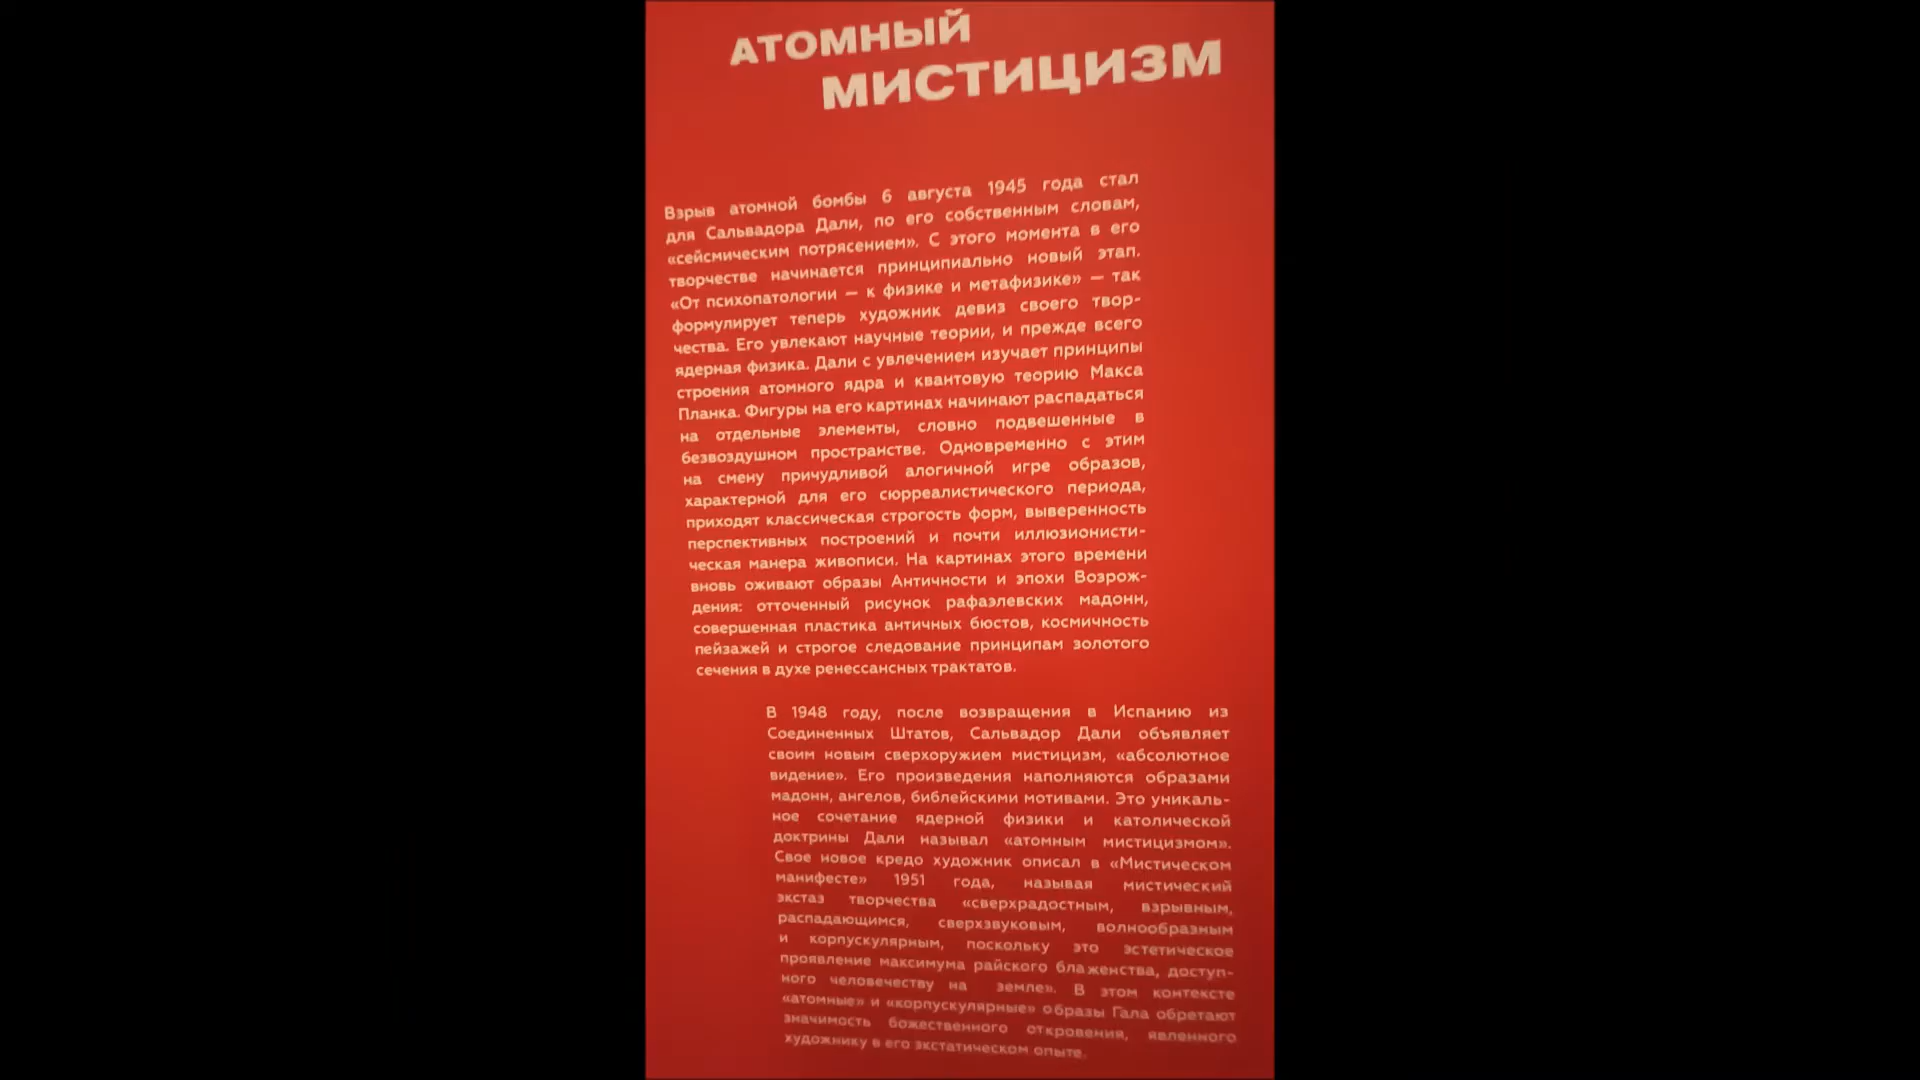 АТОМНЫЙ
МИСТИЦИЗМ
Взрыв атомной бомбы 6 августа 1945 года стал
для Сальвадора Дали, по его собственным словам,
«сейсмическим потрясением». С этого момента в его
творчестве начинается принципиально новый этап.
«От психопатологии — к физике и метафизике» — так
формулирует теперь художник девиз своего твор-
чества. Его увлекают научные теории, и прежде всего
ядерная физика. Дали с увлечением изучает принципы
строения атомного ядра и квантовую теорию Макса
Планка. Фигуры на его картинах начинают распадаться
на отдельные элементы, словно подвешенные в
безвоздушном пространстве. Одновременно с этим
на смену причудливой алогичной игре образов,
характерной для его сюрреалистического периода,
приходят классическая строгость форм, выверенность
перспективных построений и почти иллюзионисти-
ческая манера живописи. На картинах этого времени
вновь оживают образы Античности и эпохи Возрож-
дения: отточенный рисунок рафаэлевских мадонн,
совершенная пластика античных бюстов, космичность
пейзажей и строгое следование принципам золотого
сечения в духе ренессансных трактатов.
В 1948 году, после возвращения в Испанию из
Соединенных Штатов, Сальвадор Дали объявляет
своим новым сверхоружием мистицизм, «абсолютное
видение». Его произведения наполняются образами
мадонн, ангелов, библейскими мотивами. Это уникаль-
ное сочетание ядерной физики и католической
доктрины Дали называл «атомным мистицизмом».
Свое новое кредо художник описал в «Мистическом
манифесте» 1951 года, называя мистический
экстаз творчества «сверхрадостным, взрывным,
распадающимся, сверхзвуковым, волнообразным
и корпускулярным, поскольку это эстетическое
проявление максимума райского блаженства, доступ-
ного человечеству на земле». В этом контексте
«атомные» и «корпускулярные» образы Гала обретают
значимость божественного откровения, явленного
художнику в его экстатическом опыте.